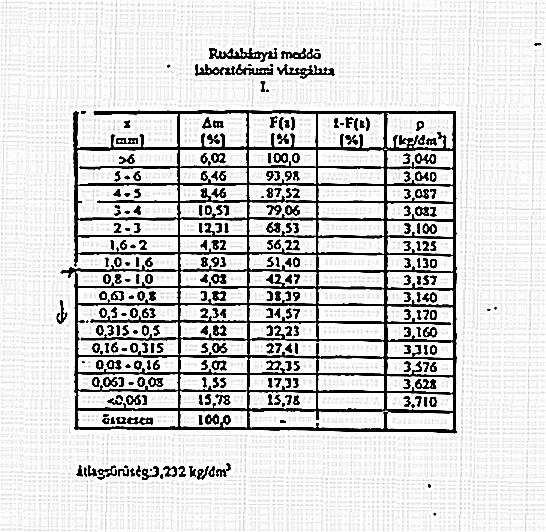 Rudabányai meddő
laboratóriumi vizsgálata
I.
x Δm F(x) 1-F(x) ρ
[mm] [%] [%] [%] [kg/dm³]
>6 6,02 100,0 3,040
5 - 6 6,46 93,98 3,040
4 - 5 8,46 87,52 3,087
3 - 4 10,53 79,06 3,082
2 - 3 12,31 68,53 3,100
1,6 - 2 4,82 56,22 3,125
1,0 - 1,6 8,93 51,40 3,130
0,8 - 1,0 4,08 42,47 3,157
0,63 - 0,8 3,82 38,39 3,140
0,5 - 0,63 2,34 34,57 3,170
0,315 - 0,5 4,82 32,23 3,160
0,16 - 0,315 5,06 27,41 3,310
0,08 - 0,16 5,02 22,35 3,576
0,063 - 0,08 1,55 17,33 3,628
<0,063 15,78 15,78 3,710
összesen 100,0 -
átlagsűrűség:3,232 kg/dm³